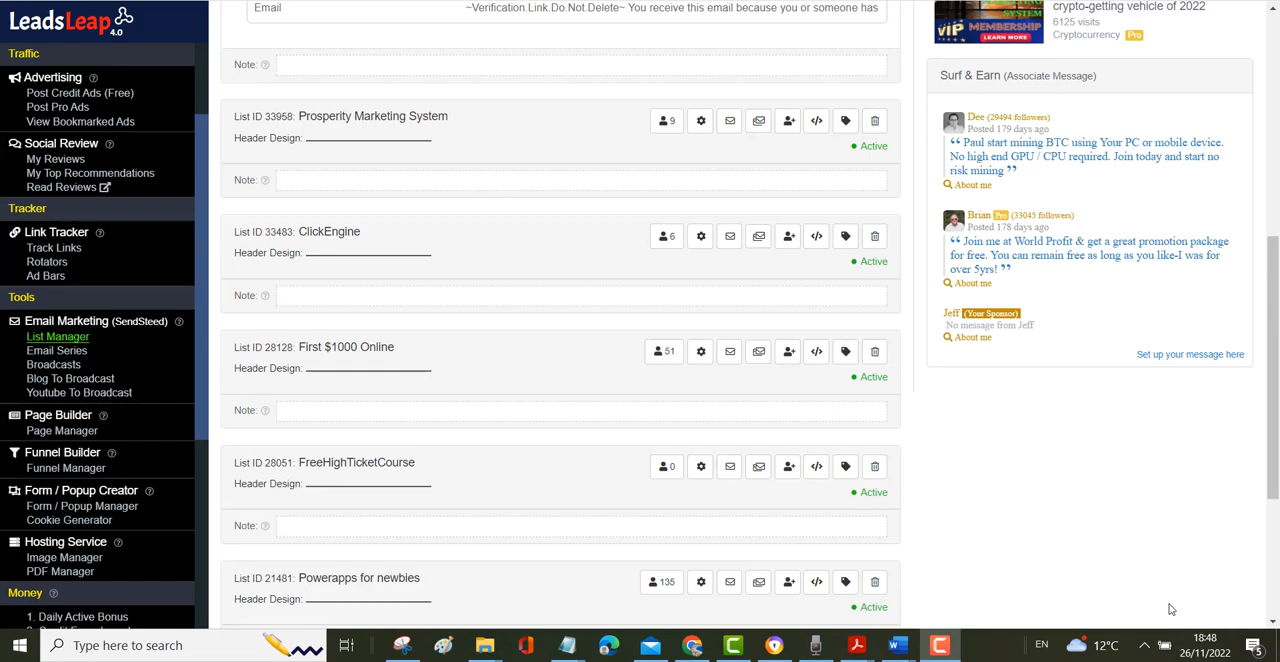 LeadsLeap 4.0
Traffic
Advertising
Post Credit Ads (Free)
Post Pro Ads
View Bookmarked Ads
Social Review
My Reviews
My Top Recommendations
Read Reviews
Tracker
Link Tracker
Track Links
Rotators
Ad Bars
Tools
Email Marketing (SendSteed)
List Manager
Email Series
Broadcasts
Blog To Broadcast
Youtube To Broadcast
Page Builder
Page Manager
Funnel Builder
Funnel Manager
Form / Popup Creator
Form / Popup Manager
Cookie Generator
Hosting Service
Image Manager
PDF Manager
Money
1. Daily Active Bonus
Email ~Verification.Link.Do.Not.Delete~ You receive this email because you or someone has
Note:
List ID 33958: Prosperity Marketing System 9
Header Design:
Active
Note:
ClickEngine 6
Header Design:
Active
Note:
First $1000 Online 51
Header Design:
Active
Note:
List ID 28051: FreeHighTicketCourse 0
Header Design:
Active
Note:
List ID 21481: Powerapps for newbies 135
Header Design:
Active
SYSTEM
VIP MEMBERSHIP
LEARN MORE
crypto-getting vehicle of 2022
6125 visits
Cryptocurrency Pro
Surf & Earn (Associate Message)
Dee (29494 followers)
Posted 179 days ago
“ Paul start mining BTC using Your PC or mobile device.
No high end GPU / CPU required. Join today and start no
risk mining ”
About me
Brian Pro (33045 followers)
Posted 178 days ago
“ Join me at World Profit & get a great promotion package
for free. You can remain free as long as you like-I was for
over 5yrs! ”
About me
Jeff (Your Sponsor)
No message from Jeff
About me
Set up your message here
Type here to search
EN
12°C
18:48
26/11/2022
5